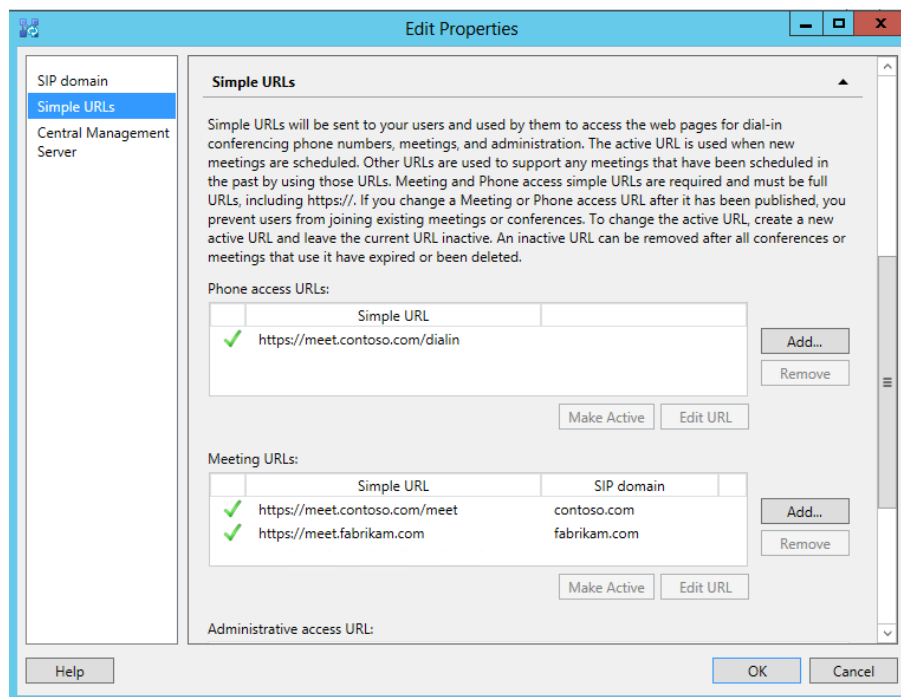 Edit Properties
SIP domain
Simple URLs
Central Management
Server
Simple URLs
Simple URLs will be sent to your users and used by them to access the web pages for dial-in
conferencing phone numbers, meetings, and administration. The active URL is used when new
meetings are scheduled. Other URLs are used to support any meetings that have been scheduled in
the past by using those URLs. Meeting and Phone access simple URLs are required and must be full
URLs, including https://. If you change a Meeting or Phone access URL after it has been published, you
prevent users from joining existing meetings or conferences. To change the active URL, create a new
active URL and leave the current URL inactive. An inactive URL can be removed after all conferences or
meetings that use it have expired or been deleted.
Phone access URLs:
Simple URL
https://meet.contoso.com/dialin
Add...
Remove
Make Active Edit URL
Meeting URLs:
Simple URL SIP domain
https://meet.contoso.com/meet contoso.com
https://meet.fabrikam.com fabrikam.com
Add...
Remove
Make Active Edit URL
Administrative access URL:
Help OK Cancel